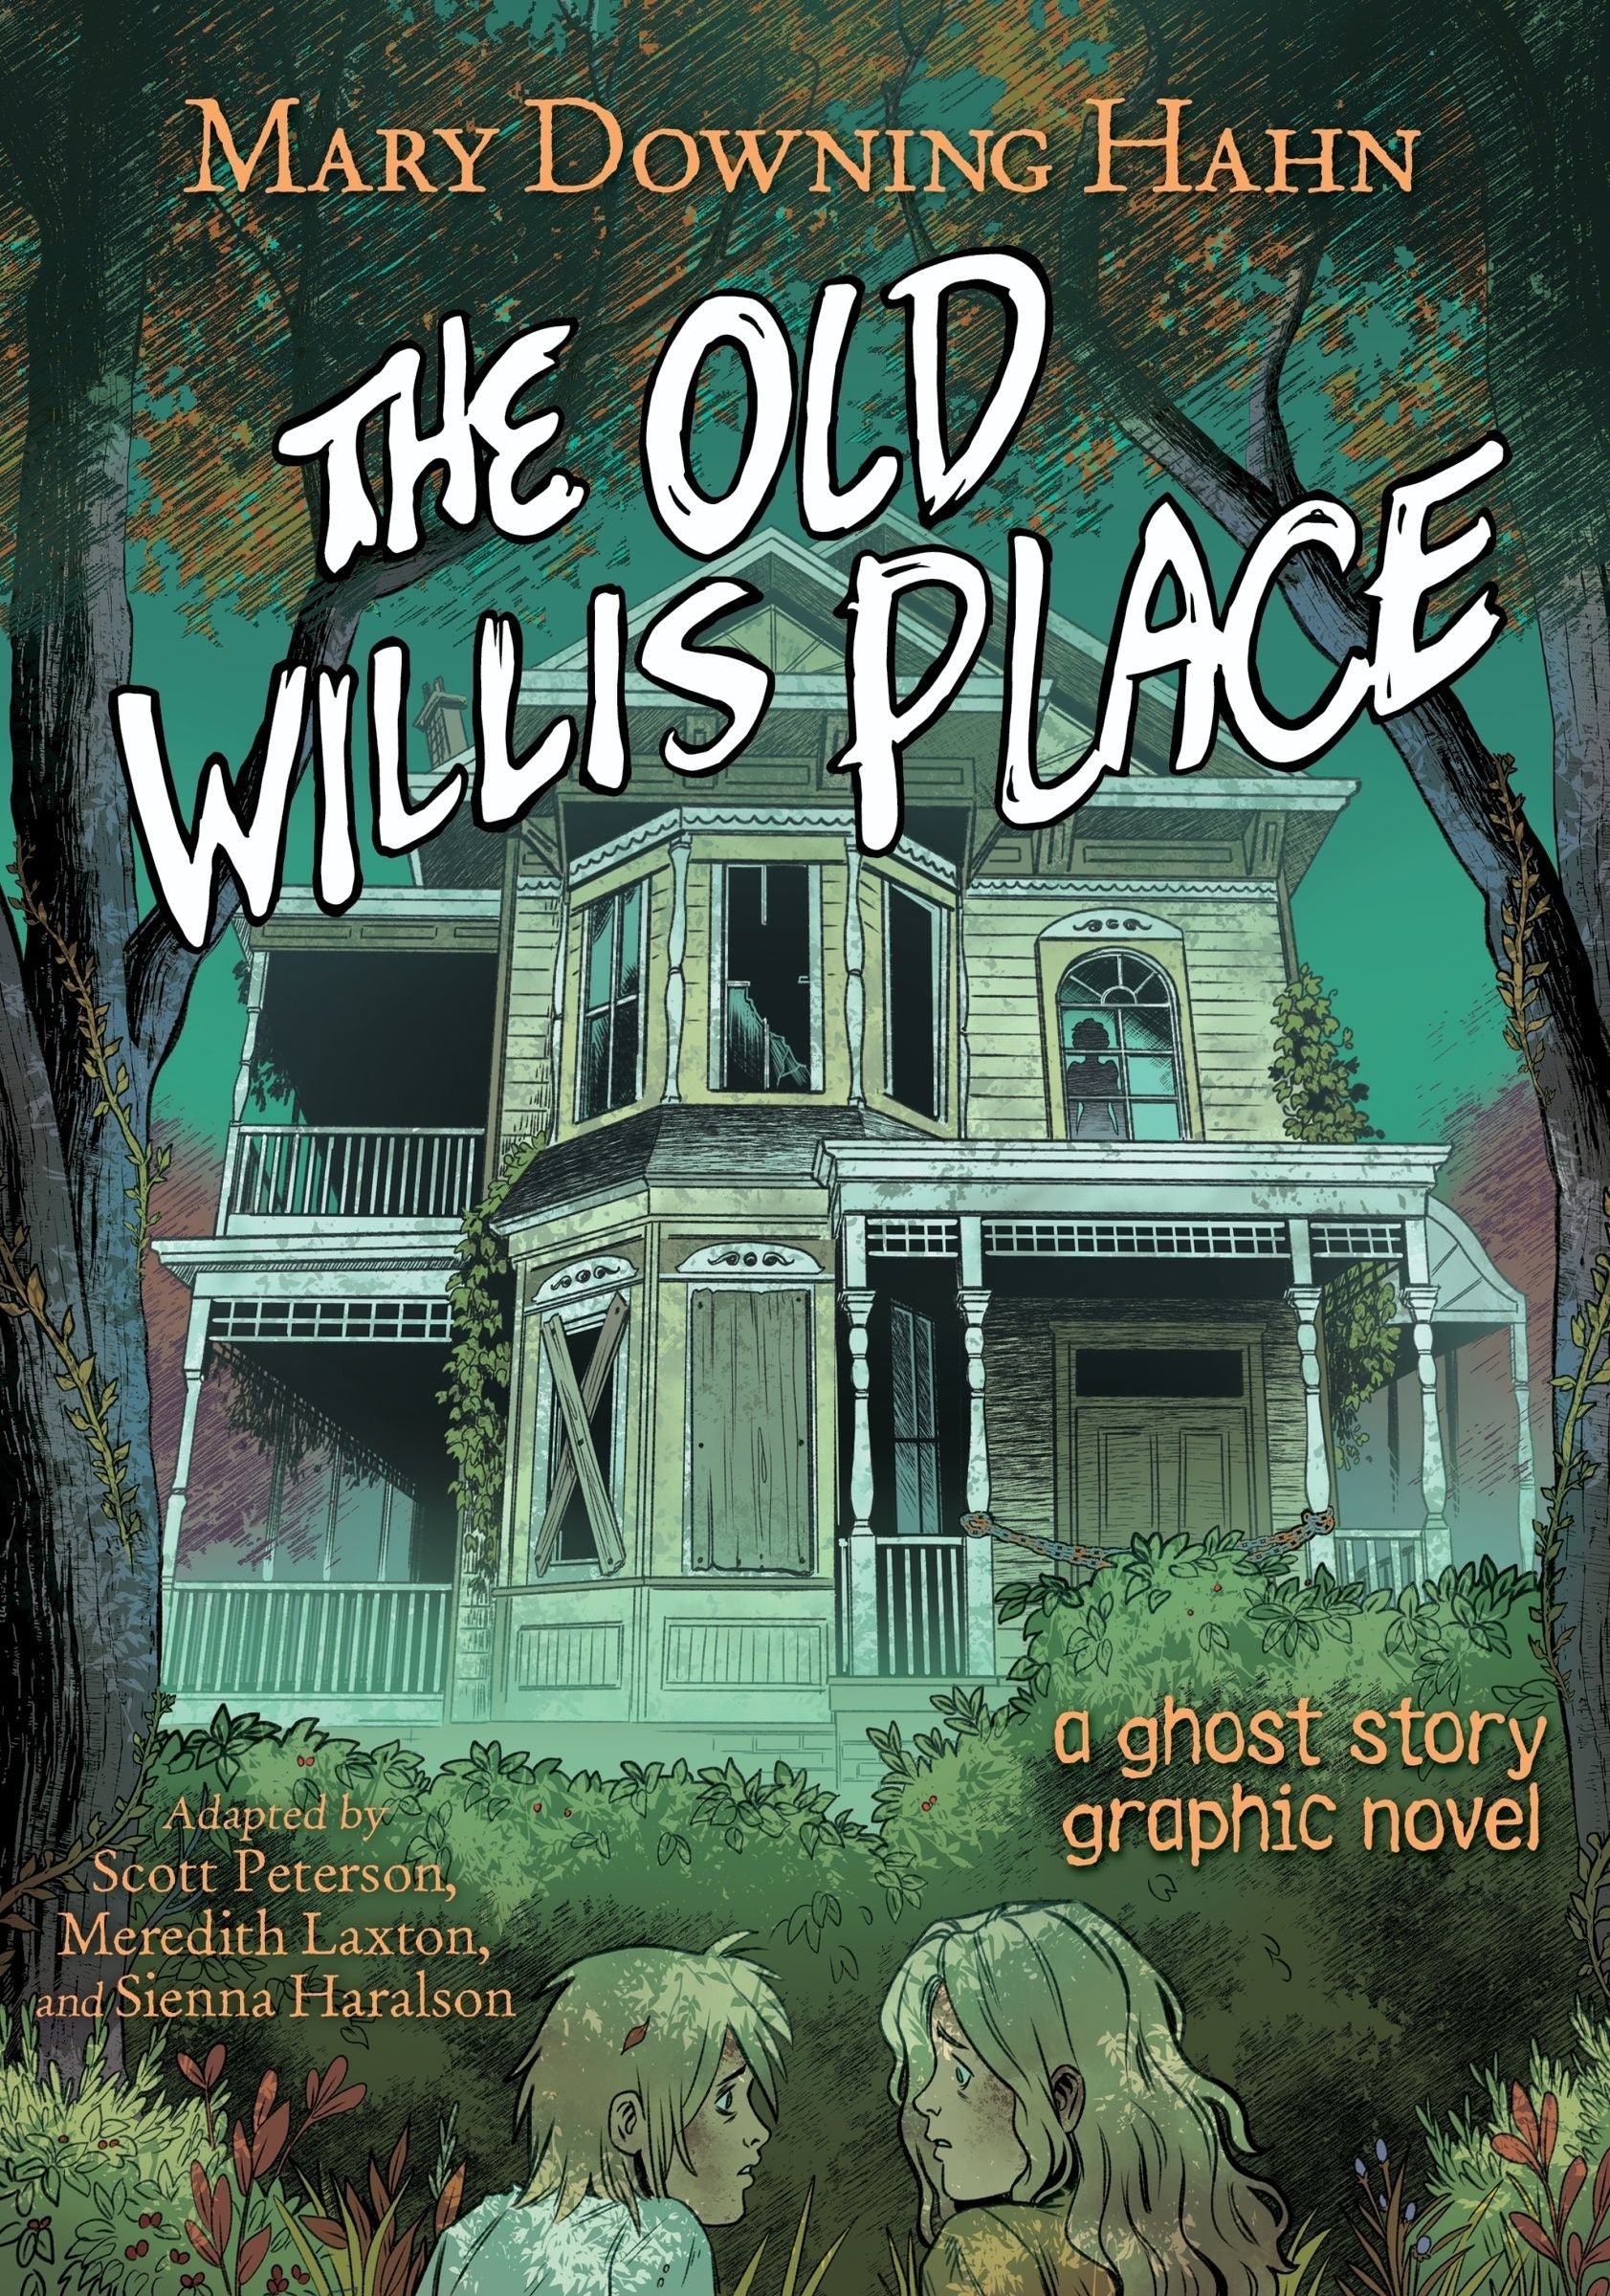 MARY DOWNING HAHN
THE OLD
WILLIS PLACE
a ghost story
graphic novel
Adapted by
Scott Peterson,
Meredith Laxton,
and Sienna Haralson